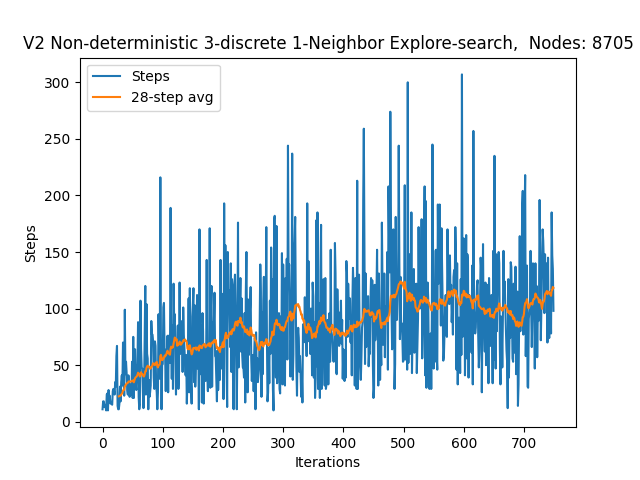 V2 Non-deterministic 3-discrete 1-Neighbor Explore-search,  Nodes: 8705
Steps
28-step avg
300
250
200
150
100
50
0
Steps
0 100 200 300 400 500 600 700
Iterations